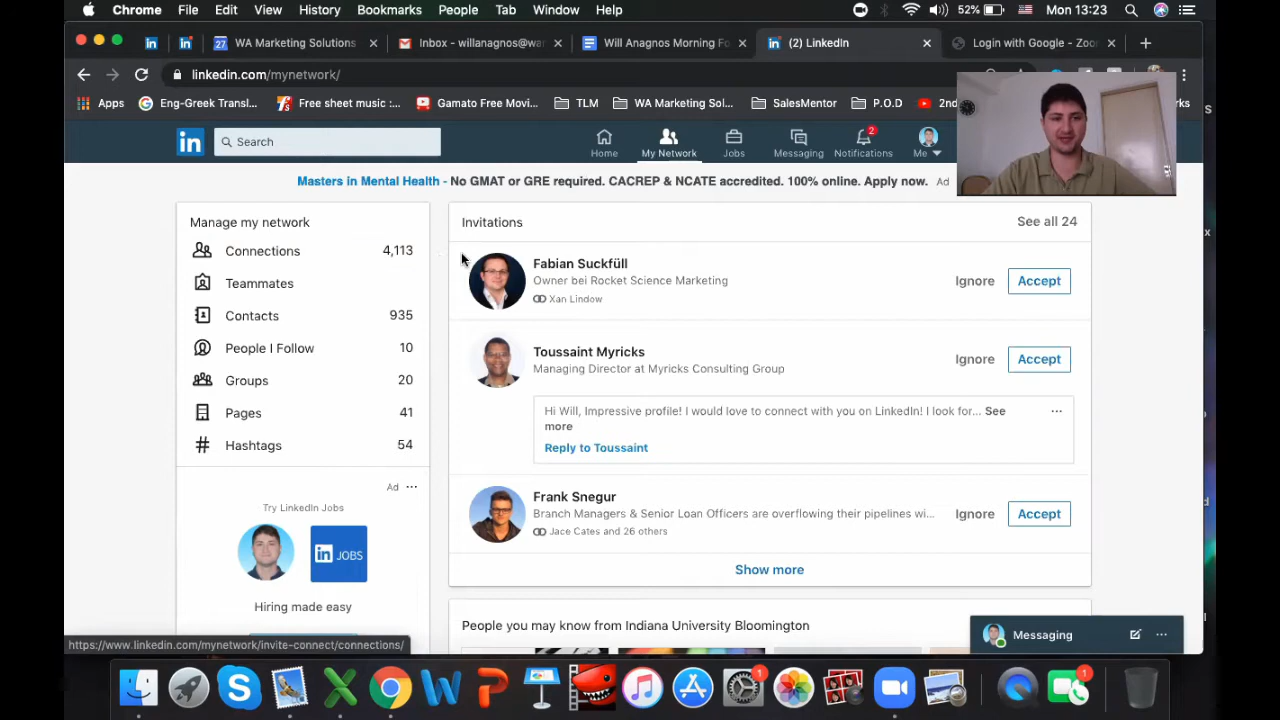 Chrome File Edit View History Bookmarks People Tab Window Help 52% Mon 13:23
27 WA Marketing Solutions Inbox - willanagnos@war Will Anagnos Morning Fo (2) LinkedIn Login with Google - Zoor
linkedin.com/mynetwork/
Apps Eng-Greek Transl... Free sheet music :... Gamato Free Movi... TLM WA Marketing Sol... SalesMentor P.O.D 2nd
in Search Home My Network Jobs Messaging 2 Notifications Me
Masters in Mental Health - No GMAT or GRE required. CACREP & NCATE accredited. 100% online. Apply now. Ad
Manage my network
Connections 4,113
Teammates
Contacts 935
People I Follow 10
Groups 20
Pages 41
Hashtags 54
Ad ...
Try LinkedIn Jobs
in JOBS
Hiring made easy
Invitations See all 24
Fabian Suckfüll
Owner bei Rocket Science Marketing
Xan Lindow
Ignore Accept
Toussaint Myricks
Managing Director at Myricks Consulting Group
Ignore Accept
Hi Will, Impressive profile! I would love to connect with you on LinkedIn! I look for... See
more
Reply to Toussaint
Frank Snegur
Branch Managers & Senior Loan Officers are overflowing their pipelines wi...
Jace Cates and 26 others
Ignore Accept
Show more
People you may know from Indiana University Bloomington
Messaging ...
https://www.linkedin.com/mynetwork/invite-connect/connections/